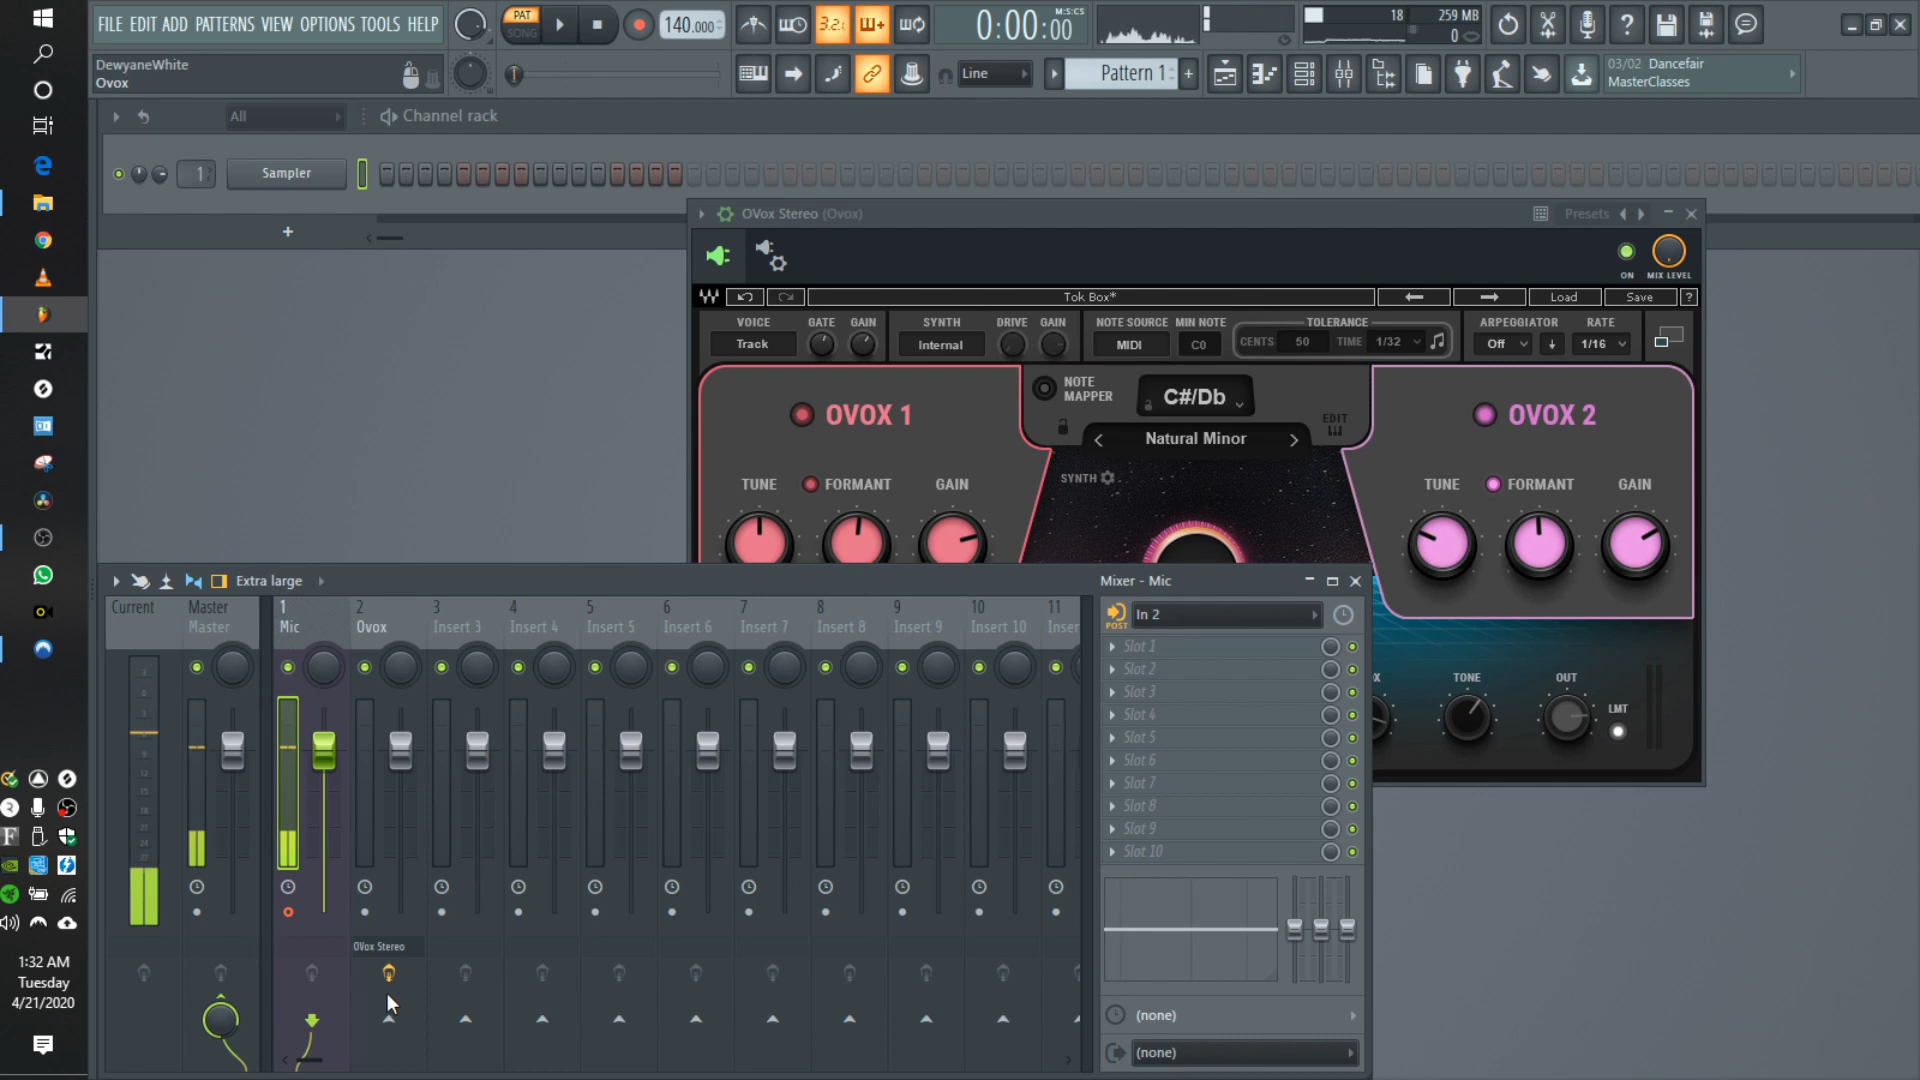 FILE EDIT ADD PATTERNS VIEW OPTIONS TOOLS HELP
PAT
SONG
140.000
3.2.
0:00:00
M:S:CS
18
259 MB
0
DewyaneWhite
Ovox
Line
Pattern 1
+
03/02 Dancefair
MasterClasses
All
Channel rack
1
Sampler
+
OVox Stereo (Ovox)
Presets
ON
MIX LEVEL
Tok Box*
Load
Save
?
VOICE
GATE
GAIN
SYNTH
DRIVE
GAIN
NOTE SOURCE
MIN NOTE
TOLERANCE
ARPEGGIATOR
RATE
Track
Internal
MIDI
C0
CENTS
50
TIME
1/32
Off
1/16
NOTE
MAPPER
C#/Db
OVOX 1
EDIT
OVOX 2
Natural Minor
SYNTH
TUNE
FORMANT
GAIN
TUNE
FORMANT
GAIN
TONE
OUT
LMT
Extra large
Mixer - Mic
Current
Master
Master
1
Mic
2
Ovox
3
Insert 3
4
Insert 4
5
Insert 5
6
Insert 6
7
Insert 7
8
Insert 8
9
Insert 9
10
Insert 10
11
Inser
POST
In 2
Slot 1
Slot 2
Slot 3
Slot 4
Slot 5
Slot 6
Slot 7
Slot 8
Slot 9
Slot 10
OVox Stereo
(none)
(none)
1:32 AM
Tuesday
4/21/2020